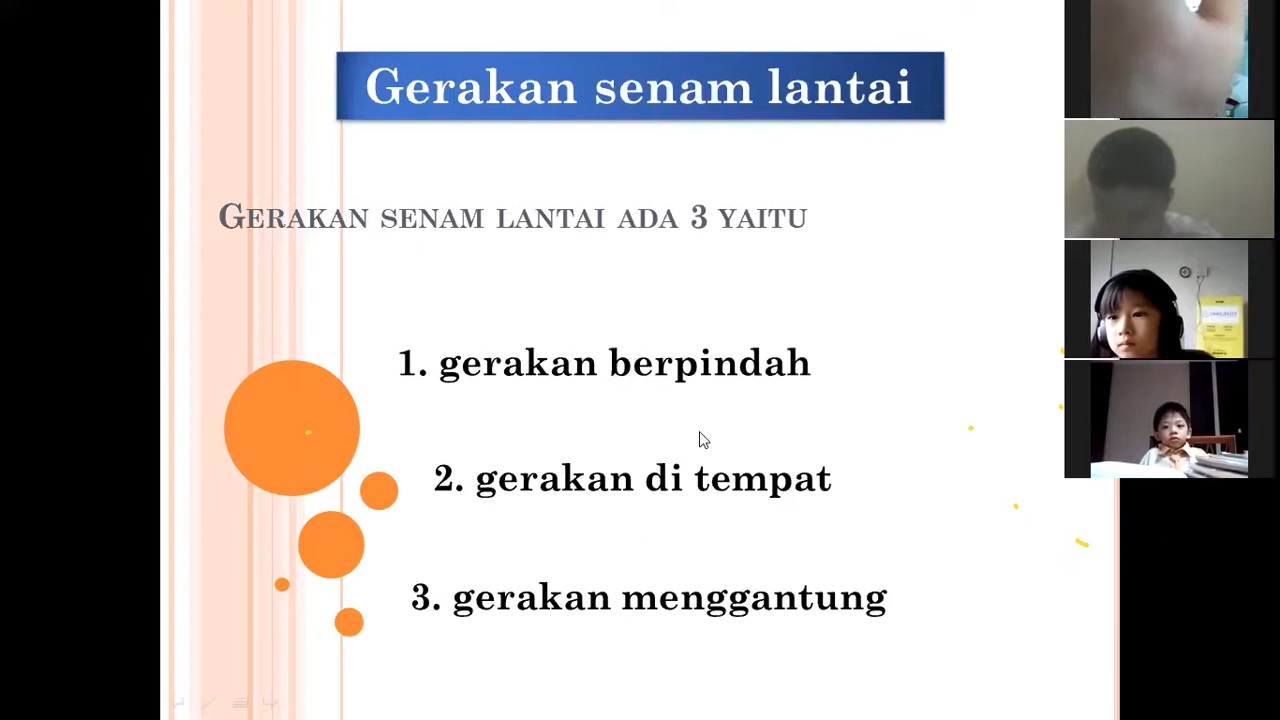 Gerakan senam lantai
Gerakan senam lantai ada 3 yaitu
1. gerakan berpindah
2. gerakan di tempat
3. gerakan menggantung